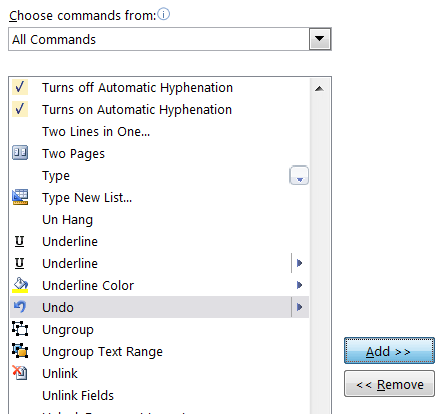 Choose commands from:
All Commands
Turns off Automatic Hyphenation
Turns on Automatic Hyphenation
Two Lines in One...
Two Pages
Type
Type New List...
Un Hang
Underline
Underline
Underline Color
Undo
Ungroup
Ungroup Text Range
Unlink
Unlink Fields
Add >>
<< Remove